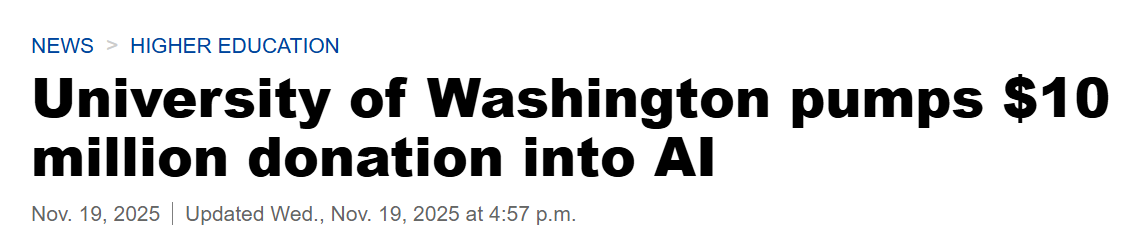 NEWS > HIGHER EDUCATION
University of Washington pumps $10
million donation into AI
Nov. 19, 2025 | Updated Wed., Nov. 19, 2025 at 4:57 p.m.